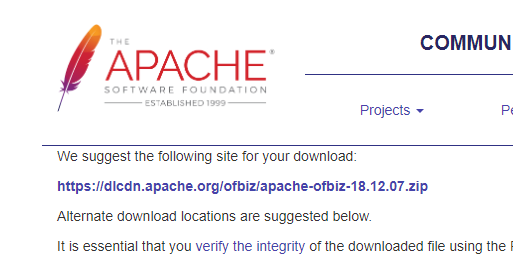 THE
APACHE®
SOFTWARE FOUNDATION
ESTABLISHED 1999
COMMUN
Projects
Pe
We suggest the following site for your download:
https://dlcdn.apache.org/ofbiz/apache-ofbiz-18.12.07.zip
Alternate download locations are suggested below.
It is essential that you verify the integrity of the downloaded file using the